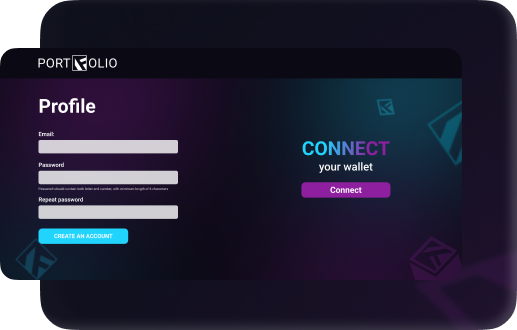 PORTFOLIO
Profile
Email:
Password
Password should contain both letter and number, with minimum length of 8 characters
Repeat password
CREATE AN ACCOUNT
CONNECT
your wallet
Connect